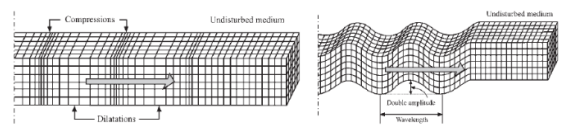 Compressions
Undisturbed medium
Dilatations
Undisturbed medium
Double amplitude
Wavelength